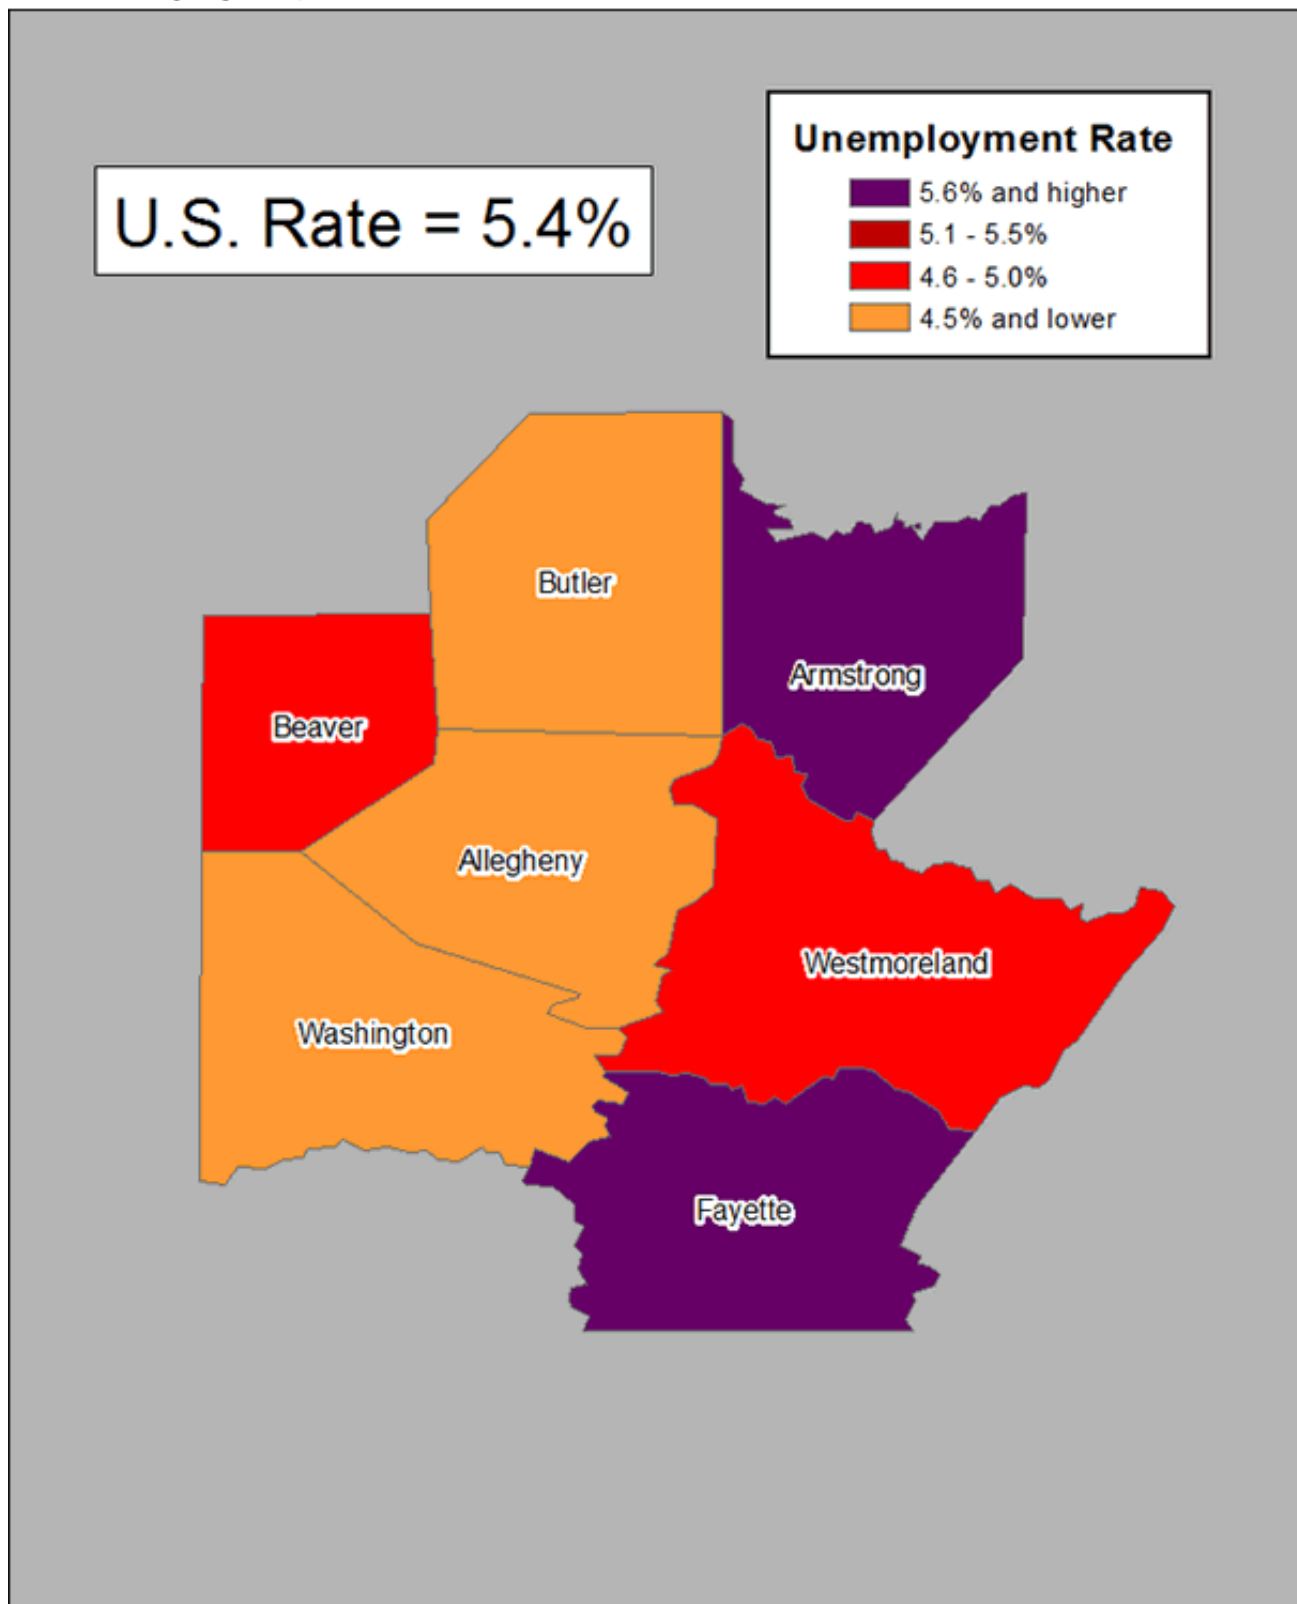 U.S. Rate = 5.4%
Unemployment Rate
5.6% and higher
5.1 - 5.5%
4.6 - 5.0%
4.5% and lower
Butler
Armstrong
Beaver
Allegheny
Westmoreland
Washington
Fayette